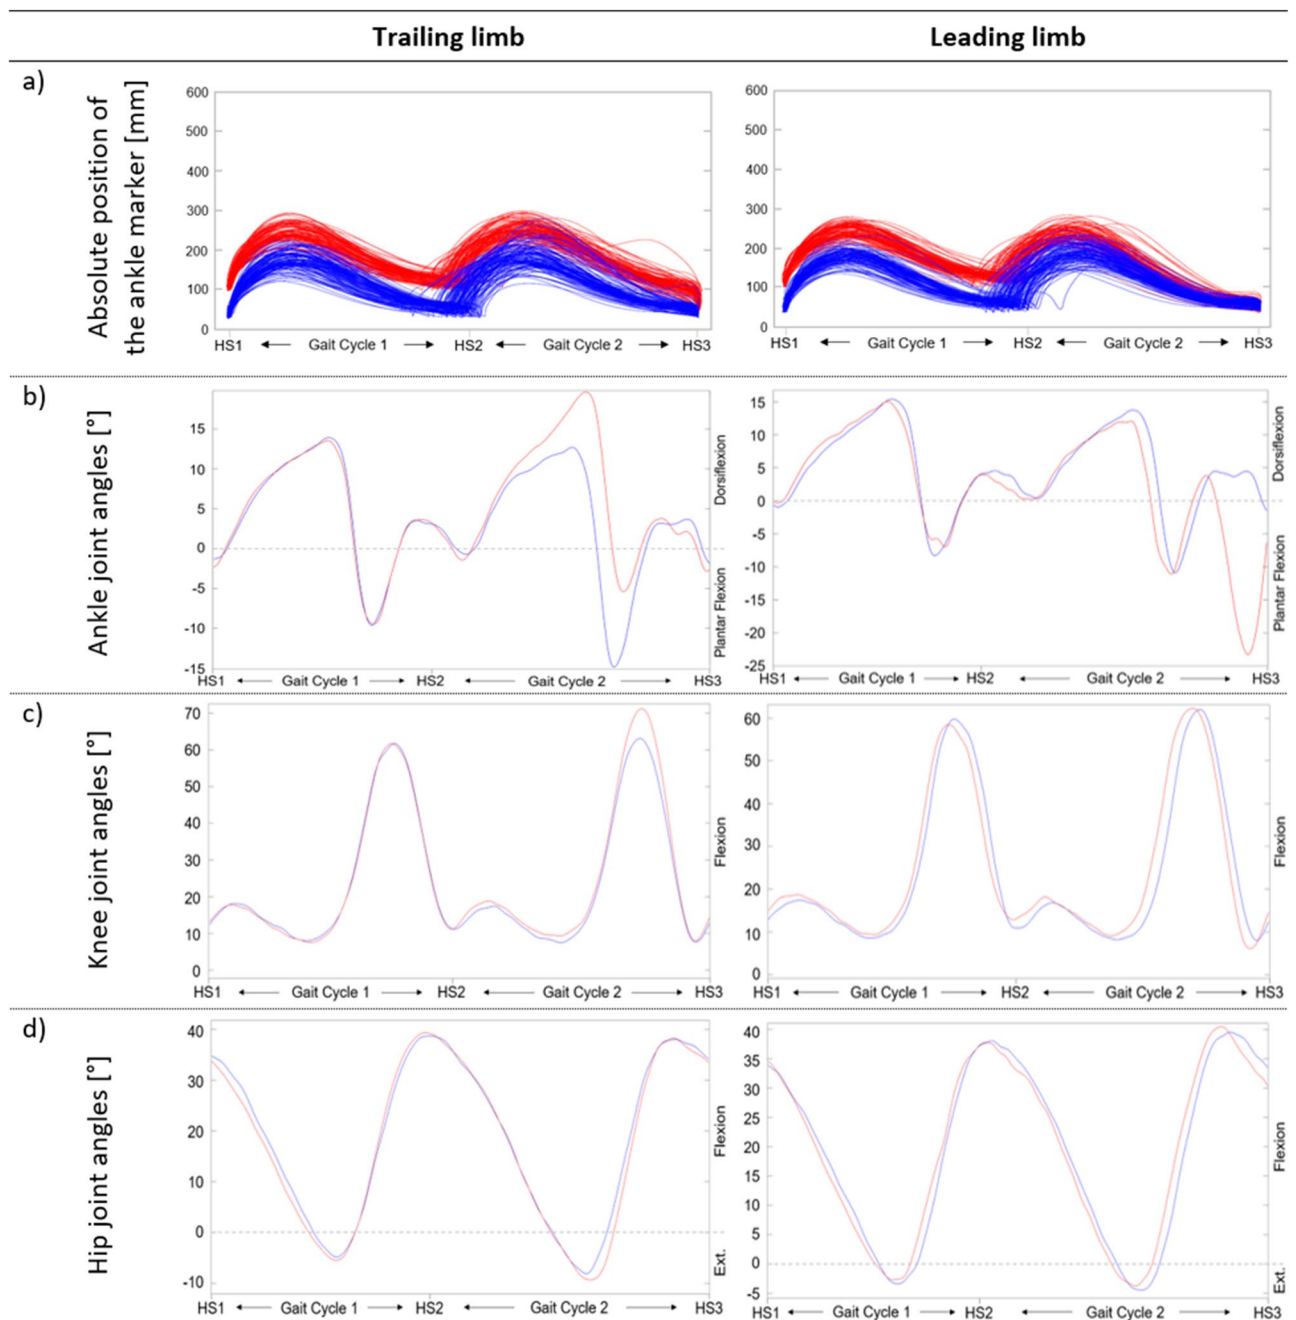 Trailing limb Leading limb
a)
Absolute position of
the ankle marker [mm]
600
500
400
300
200
100
0
HS1 Gait Cycle 1 HS2 Gait Cycle 2 HS3
600
500
400
300
200
100
0
HS1 Gait Cycle 1 HS2 Gait Cycle 2 HS3
b)
Ankle joint angles [°]
15
10
5
0
-5
-10
-15
Dorsiflexion
Plantar Flexion
HS1 Gait Cycle 1 HS2 Gait Cycle 2 HS3
15
10
5
0
-5
-10
-15
-20
-25
Dorsiflexion
Plantar Flexion
HS1 Gait Cycle 1 HS2 Gait Cycle 2 HS3
c)
Knee joint angles [°]
70
60
50
40
30
20
10
0
Flexion
HS1 Gait Cycle 1 HS2 Gait Cycle 2 HS3
60
50
40
30
20
10
0
Flexion
HS1 Gait Cycle 1 HS2 Gait Cycle 2 HS3
d)
Hip joint angles [°]
40
30
20
10
0
-10
Flexion
Ext.
HS1 Gait Cycle 1 HS2 Gait Cycle 2 HS3
40
35
30
25
20
15
10
5
0
-5
Flexion
Ext.
HS1 Gait Cycle 1 HS2 Gait Cycle 2 HS3